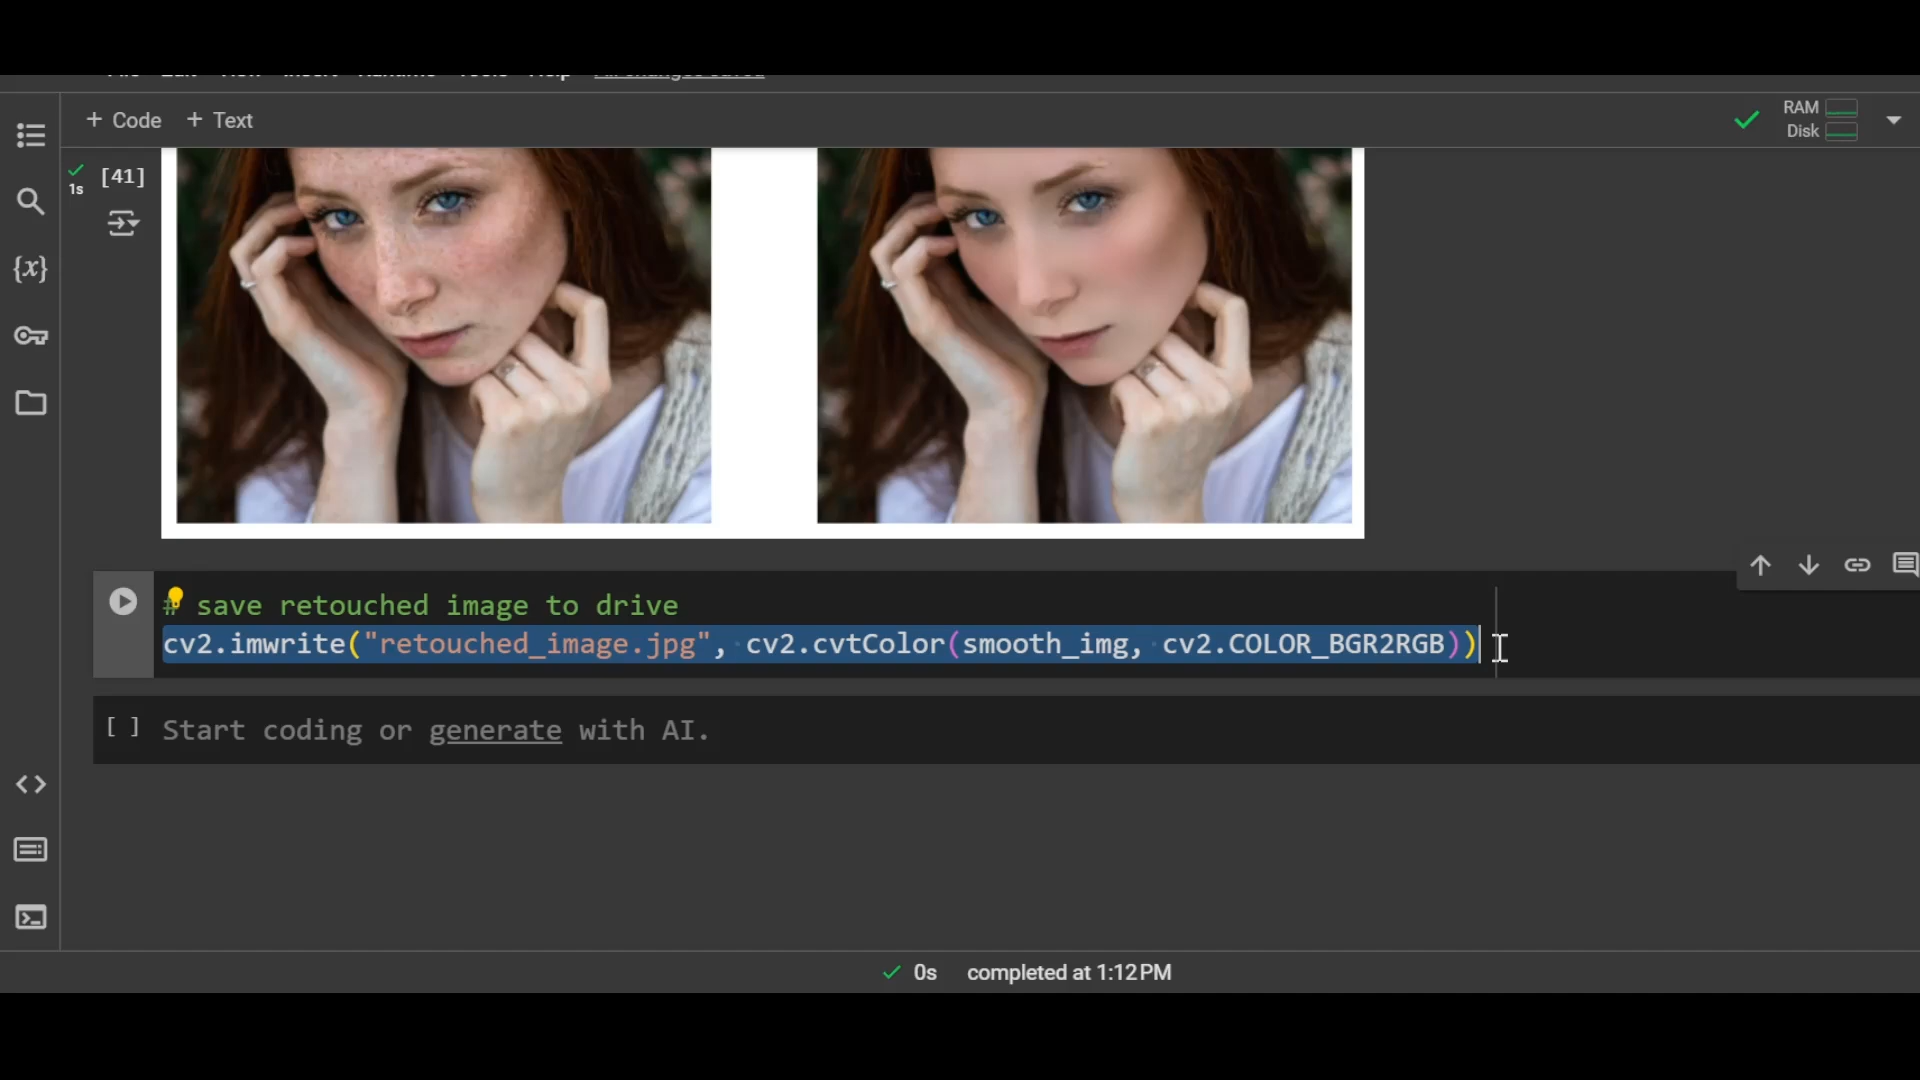 + Code + Text
RAM
Disk
1s
[41]
{x}
# save retouched image to drive
cv2.imwrite("retouched_image.jpg", cv2.cvtColor(smooth_img, cv2.COLOR_BGR2RGB))
[ ] Start coding or generate with AI.
0s completed at 1:12 PM